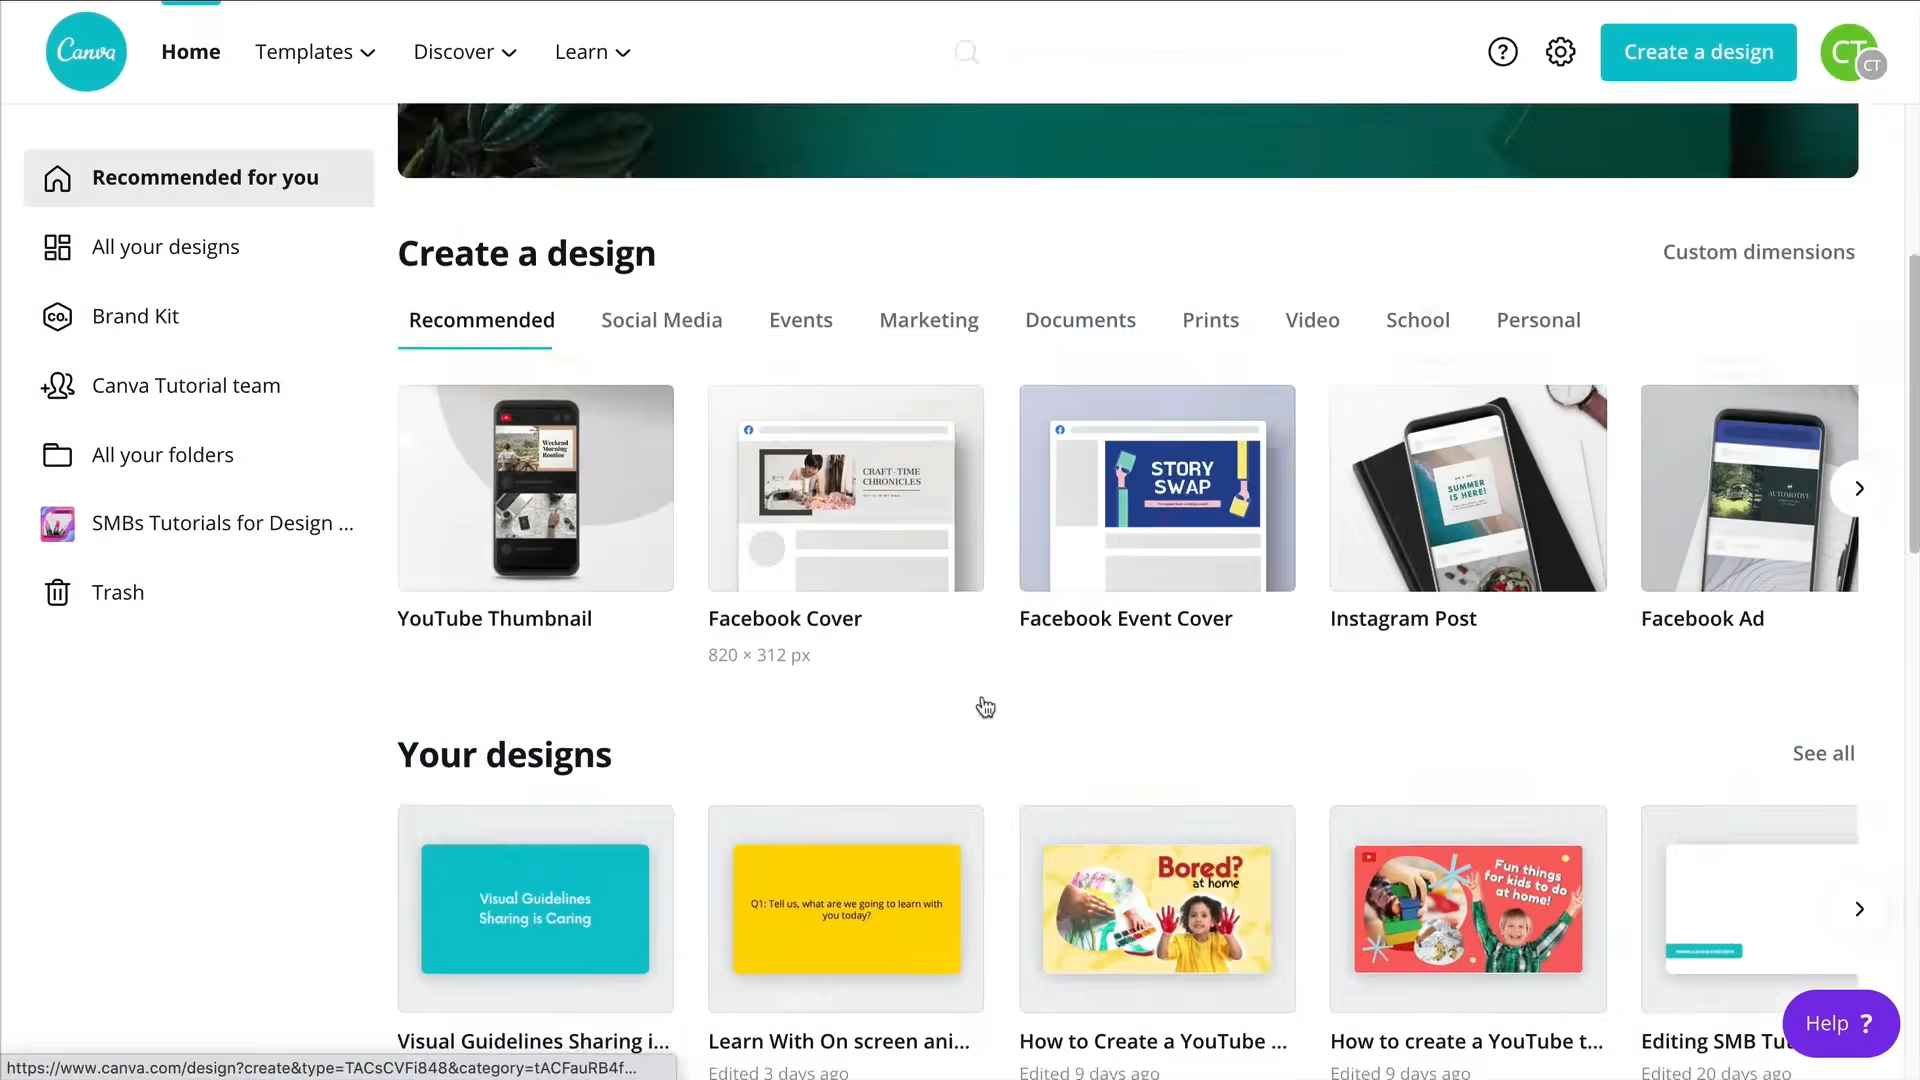 Canva
Home
Templates
Discover
Learn
Create a design
CT
CT
Recommended for you
All your designs
CO.
Brand Kit
Canva Tutorial team
All your folders
SMBs Tutorials for Design ...
Trash
Create a design
Custom dimensions
Recommended
Social Media
Events
Marketing
Documents
Prints
Video
School
Personal
Weekend
Morning
Routine
CRAFT-TIME
CHRONICLES
STORY
SWAP
SUMMER
IS HERE!
AUTOMOTIVE
YouTube Thumbnail
Facebook Cover
820 × 312 px
Facebook Event Cover
Instagram Post
Facebook Ad
Your designs
See all
Visual Guidelines
Sharing is Caring
Q1: Tell us, what are we going to learn with
you today?
Bored?
at home
Fun things
for kids to do
at home!
Visual Guidelines Sharing i...
Learn With On screen ani...
Edited 3 days ago
How to Create a YouTube ...
Edited 9 days ago
How to create a YouTube t...
Edited 9 days ago
Editing SMB Tu
Edited 20 days ago
Help ?
https://www.canva.com/design?create&type=TACsCVFi848&category=tACFauRB4f...